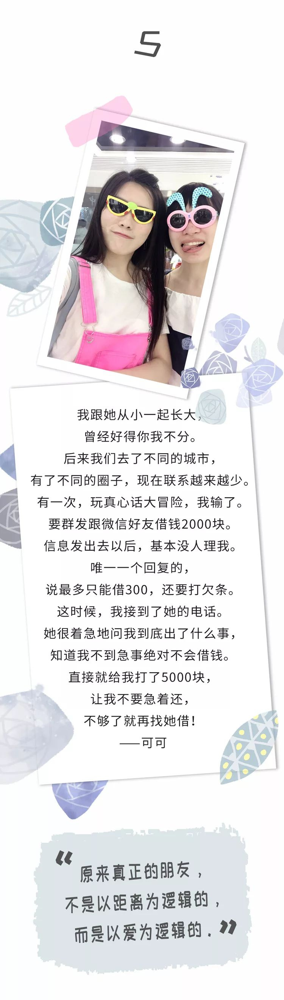 5
我跟她从小一起长大，
曾经好得你我不分。
后来我们去了不同的城市，
有了不同的圈子，现在联系越来越少。
有一次，玩真心话大冒险，我输了。
要群发跟微信好友借钱2000块。
信息发出去以后，基本没人理我。
唯一一个回复的，
说最多只能借300，还要打欠条。
这时候，我接到了她的电话。
她很着急地问我到底出了什么事，
知道我不到急事绝对不会借钱。
直接就给我打了5000块，
让我不要急着还，
不够了就再找她借！
——可可
“原来真正的朋友，
不是以距离为逻辑的，
而是以爱为逻辑的.”